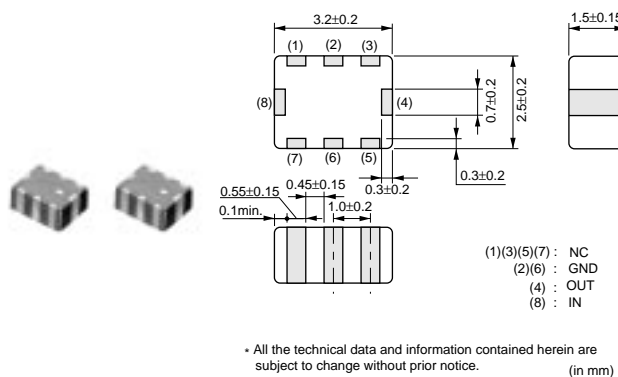 3.2±0.2
1.5±0.15
(1) (2) (3)
(8) (4)
0.7±0.2
2.5±0.2
(7) (6) (5)
0.3±0.2
0.3±0.2
0.55±0.15
0.45±0.15
0.1min.
1.0±0.2
(1)(3)(5)(7) : NC
(2)(6) : GND
(4) : OUT
(8) : IN
* All the technical data and information contained herein are
subject to change without prior notice.
(in mm)